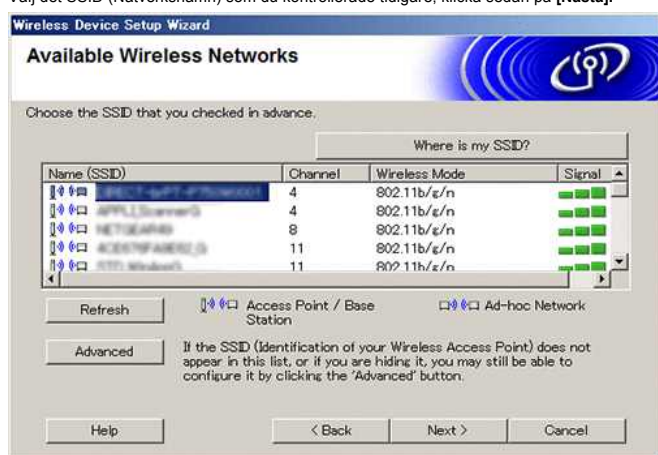 Välj det SSID (Nätverksnamn) som du kontrollerade tidigare, klicka sedan på [Nästa].
Wireless Device Setup Wizard
Available Wireless Networks
Choose the SSID that you checked in advance.
Where is my SSID?
Name (SSID) Channel Wireless Mode Signal
4 802.11b/g/n
4 802.11b/g/n
8 802.11b/g/n
11 802.11b/g/n
11 802.11b/g/n
Refresh
Access Point / Base
Station
Ad-hoc Network
Advanced
If the SSID (Identification of your Wireless Access Point) does not
appear in this list, or if you are hiding it, you may still be able to
configure it by clicking the 'Advanced' button.
Help < Back Next > Cancel